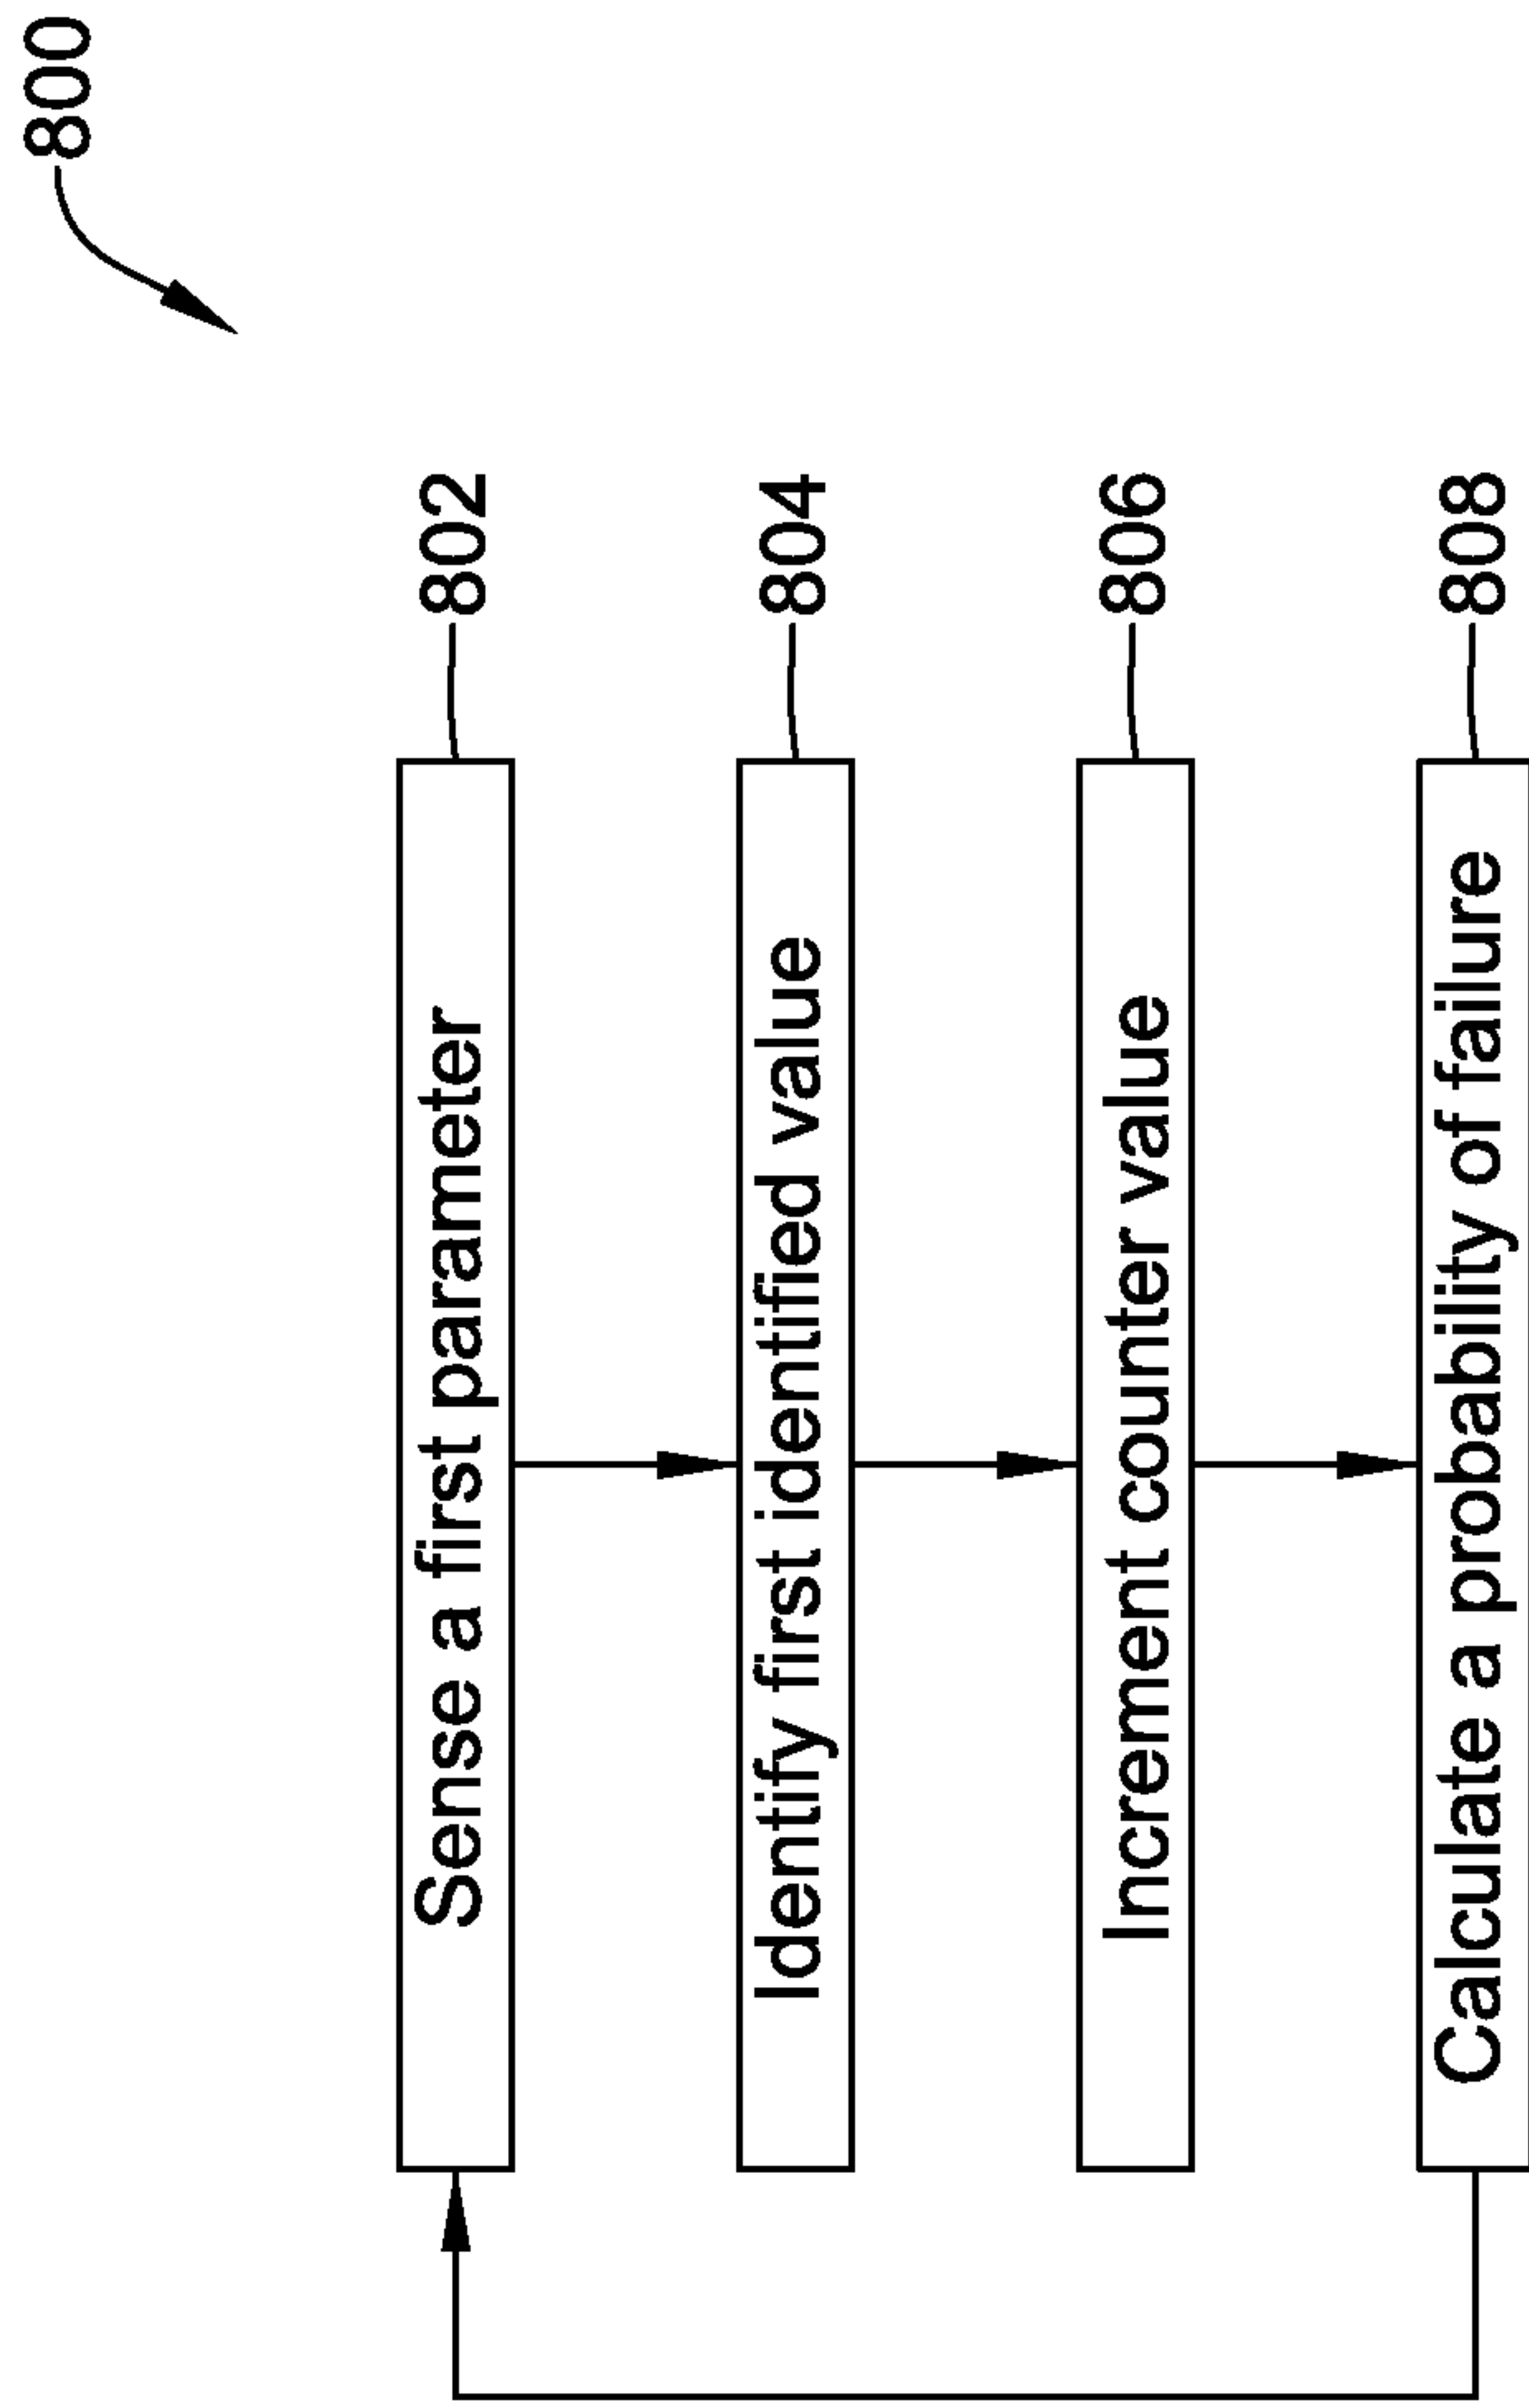 800
Sense a first parameter
802
Identify first identified value
804
Increment counter value
806
Calculate a probability of failure
808